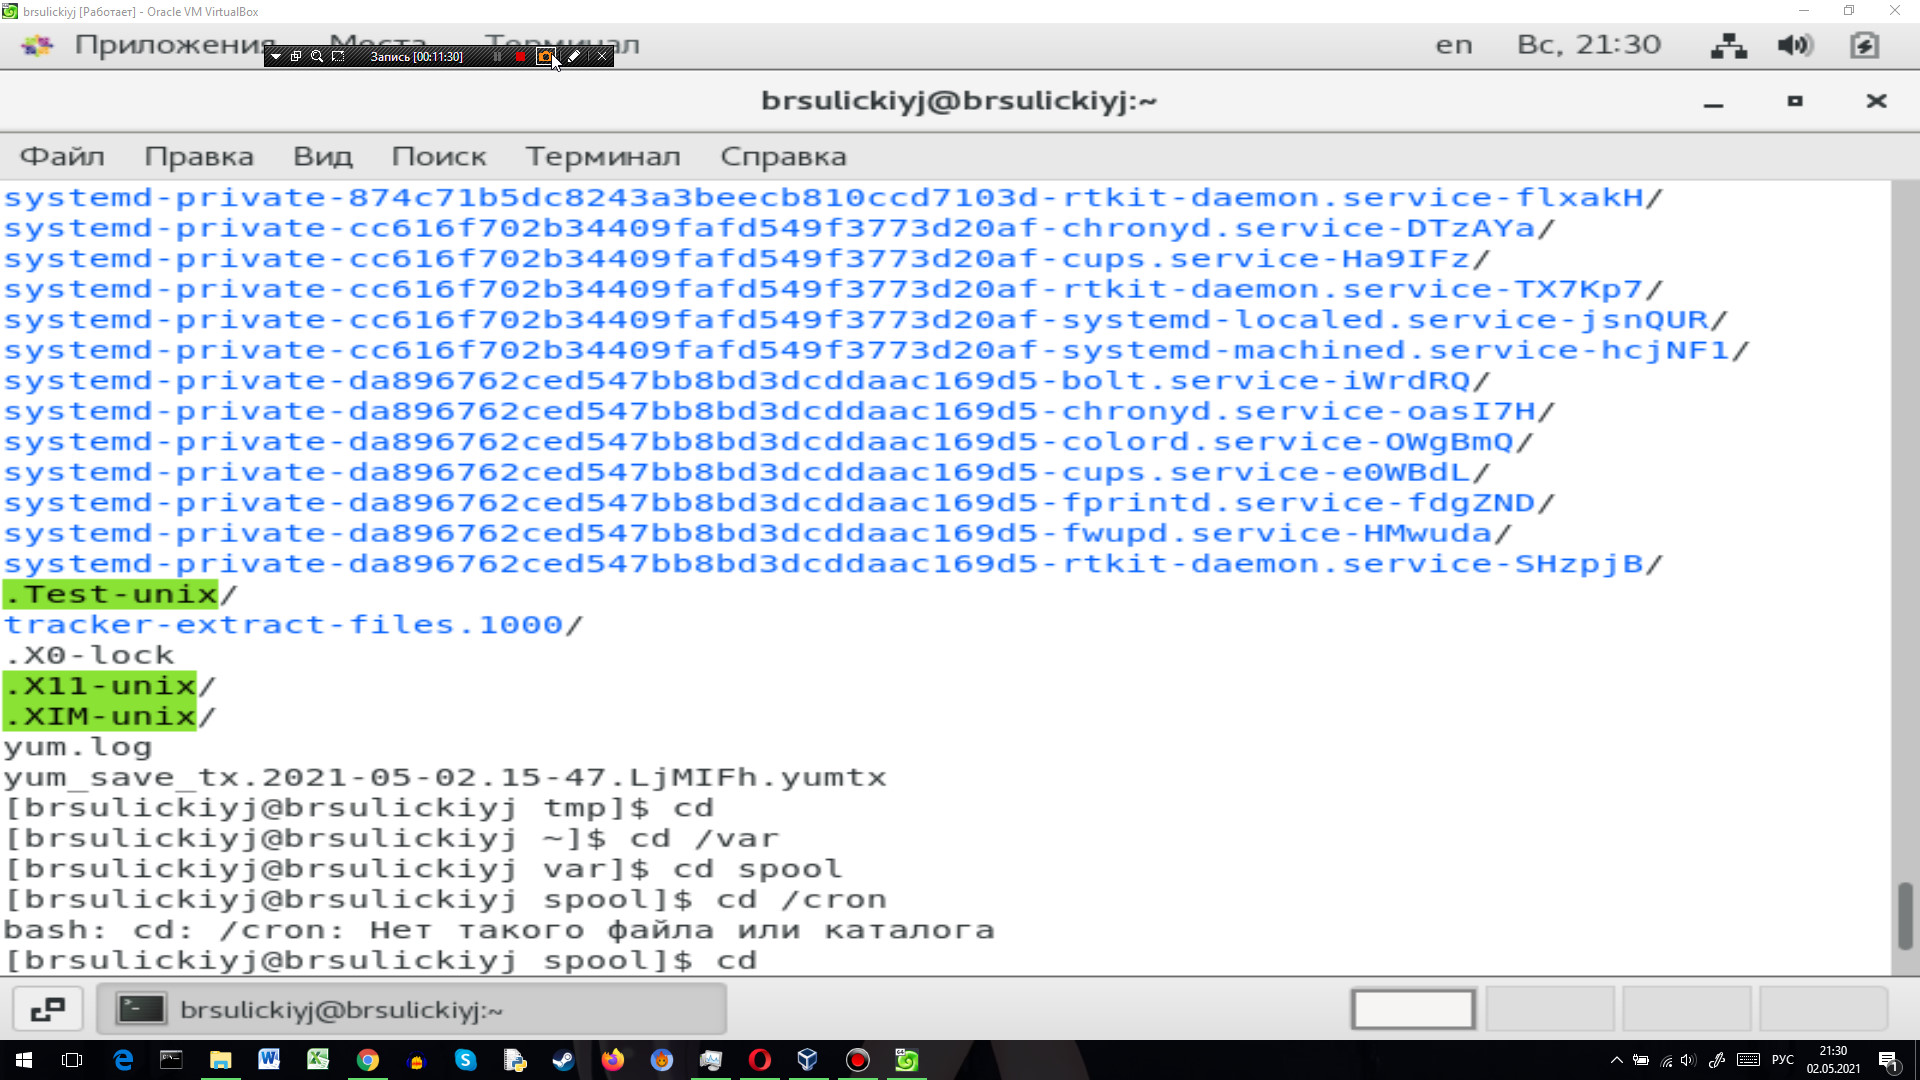 brsulickiyj [Работает] - Oracle VM VirtualBox
Приложения Места Терминал en Вс, 21:30
Запись [00:11:30]
brsulickiyj@brsulickiyj:~
Файл Правка Вид Поиск Терминал Справка
systemd-private-874c71b5dc8243a3beecb810ccd7103d-rtkit-daemon.service-flxakH/
systemd-private-cc616f702b34409fafd549f3773d20af-chronyd.service-DTzAYa/
systemd-private-cc616f702b34409fafd549f3773d20af-cups.service-Ha9IFz/
systemd-private-cc616f702b34409fafd549f3773d20af-rtkit-daemon.service-TX7Kp7/
systemd-private-cc616f702b34409fafd549f3773d20af-systemd-localed.service-jsnQUR/
systemd-private-cc616f702b34409fafd549f3773d20af-systemd-machined.service-hcjNF1/
systemd-private-da896762ced547bb8bd3dcddaac169d5-bolt.service-iWrdRQ/
systemd-private-da896762ced547bb8bd3dcddaac169d5-chronyd.service-oasI7H/
systemd-private-da896762ced547bb8bd3dcddaac169d5-colord.service-OWgBmQ/
systemd-private-da896762ced547bb8bd3dcddaac169d5-cups.service-e0WBdL/
systemd-private-da896762ced547bb8bd3dcddaac169d5-fprintd.service-fdgZND/
systemd-private-da896762ced547bb8bd3dcddaac169d5-fwupd.service-HMwuda/
systemd-private-da896762ced547bb8bd3dcddaac169d5-rtkit-daemon.service-SHzpjB/
.Test-unix/
tracker-extract-files.1000/
.X0-lock
.X11-unix/
.XIM-unix/
yum.log
yum_save_tx.2021-05-02.15-47.LjMIFh.yumtx
[brsulickiyj@brsulickiyj tmp]$ cd
[brsulickiyj@brsulickiyj ~]$ cd /var
[brsulickiyj@brsulickiyj var]$ cd spool
[brsulickiyj@brsulickiyj spool]$ cd /cron
bash: cd: /cron: Нет такого файла или каталога
[brsulickiyj@brsulickiyj spool]$ cd
brsulickiyj@brsulickiyj:~
РУС 21:30
02.05.2021 1